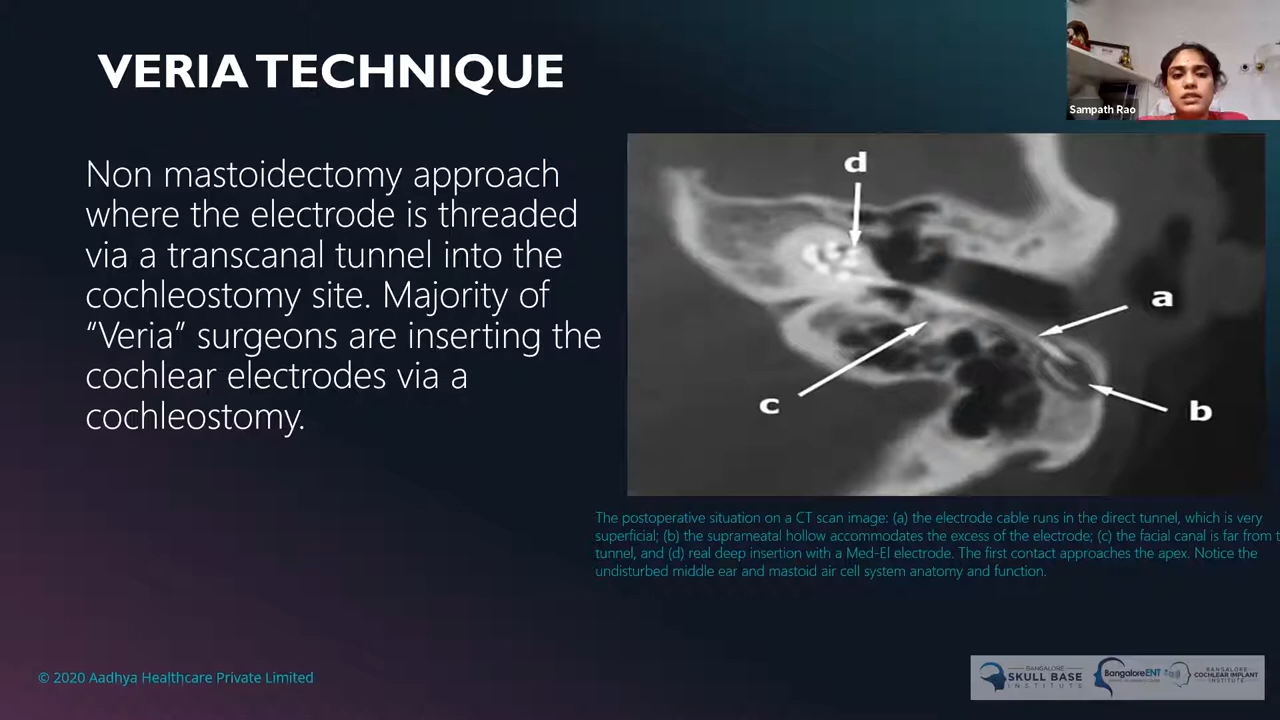 VERIA TECHNIQUE
Sampath Rao
Non mastoidectomy approach
where the electrode is threaded
via a transcanal tunnel into the
cochleostomy site. Majority of
“Veria” surgeons are inserting the
cochlear electrodes via a
cochleostomy.
d
a
c
b
The postoperative situation on a CT scan image: (a) the electrode cable runs in the direct tunnel, which is very
superficial; (b) the suprameatal hollow accommodates the excess of the electrode; (c) the facial canal is far from
tunnel, and (d) real deep insertion with a Med-El electrode. The first contact approaches the apex. Notice the
undisturbed middle ear and mastoid air cell system anatomy and function.
© 2020 Aadhya Healthcare Private Limited
BANGALORE
SKULL BASE
INSTITUTE
BangaloreENT
BANGALORE
COCHLEAR IMPLANT
INSTITUTE